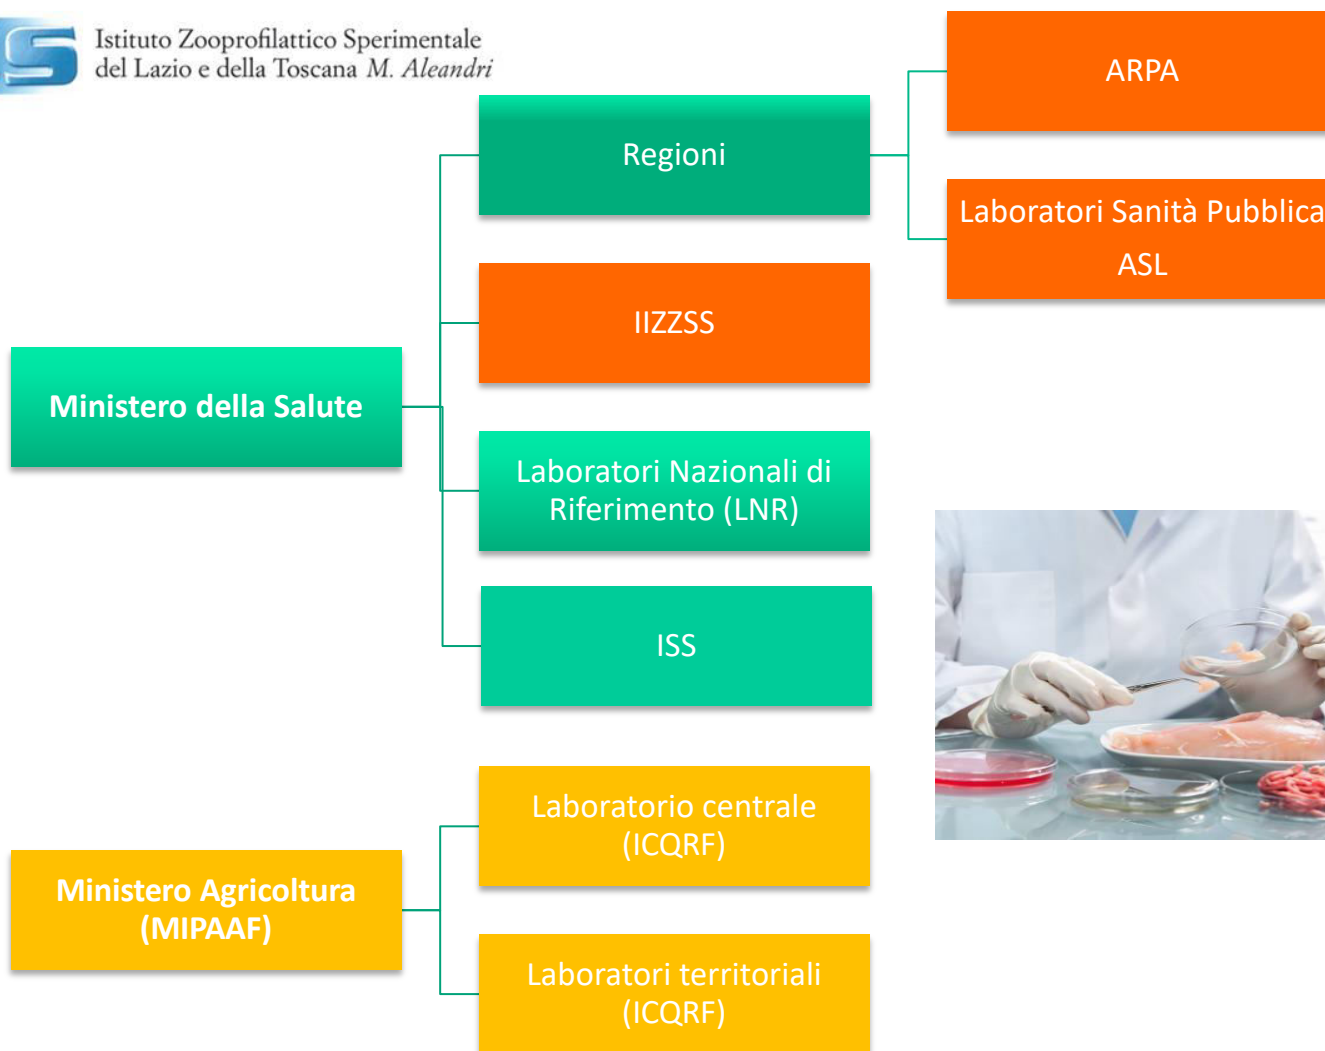 Istituto Zooprofilattico Sperimentale
del Lazio e della Toscana M. Aleandri
ARPA
Regioni
Laboratori Sanità Pubblica
ASL
IIZZSS
Ministero della Salute
Laboratori Nazionali di
Riferimento (LNR)
ISS
Laboratorio centrale
(ICQRF)
Ministero Agricoltura
(MIPAAF)
Laboratori territoriali
(ICQRF)